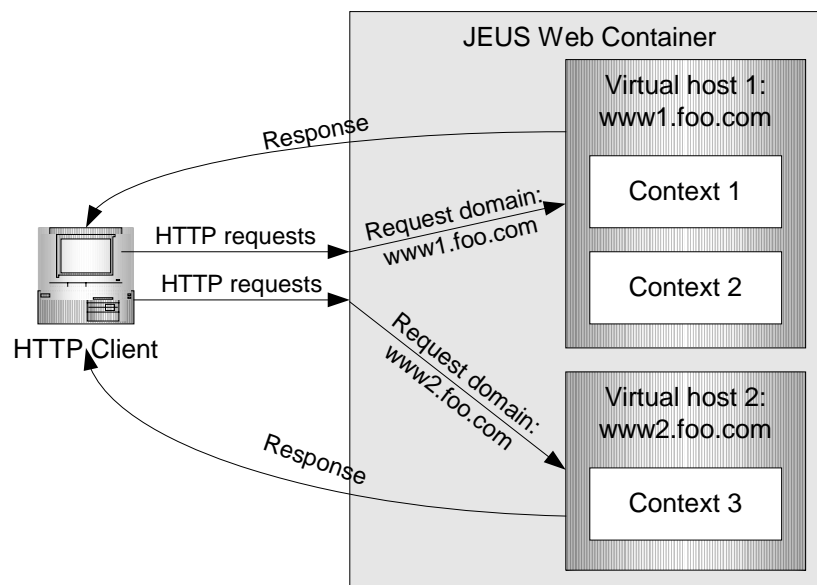 JEUS Web Container
Virtual host 1:
www1.foo.com
Response
Context 1
Request domain:
www1.foo.com
HTTP requests
HTTP requests
Context 2
HTTP Client
Request domain:
www2.foo.com
Virtual host 2:
www2.foo.com
Response
Context 3